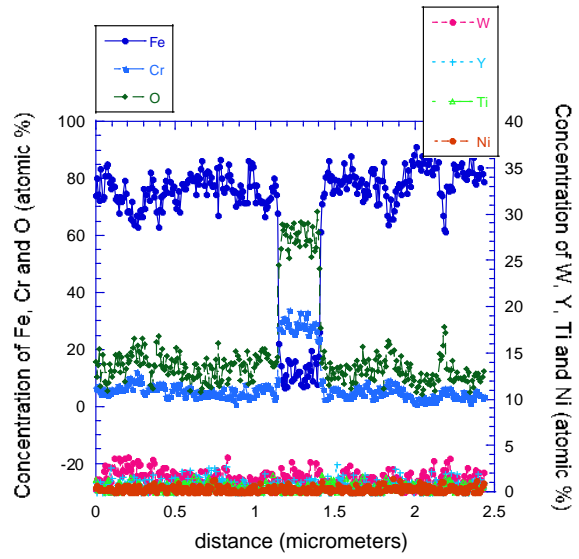 Fe
Cr
O
W
Y
Ti
Ni
Concentration of Fe, Cr and O (atomic %)
100
80
60
40
20
0
-20
40
35
30
25
20
15
10
5
0
Concentration of W, Y, Ti and Ni (atomic %)
0
0.5
1
1.5
2
2.5
distance (micrometers)